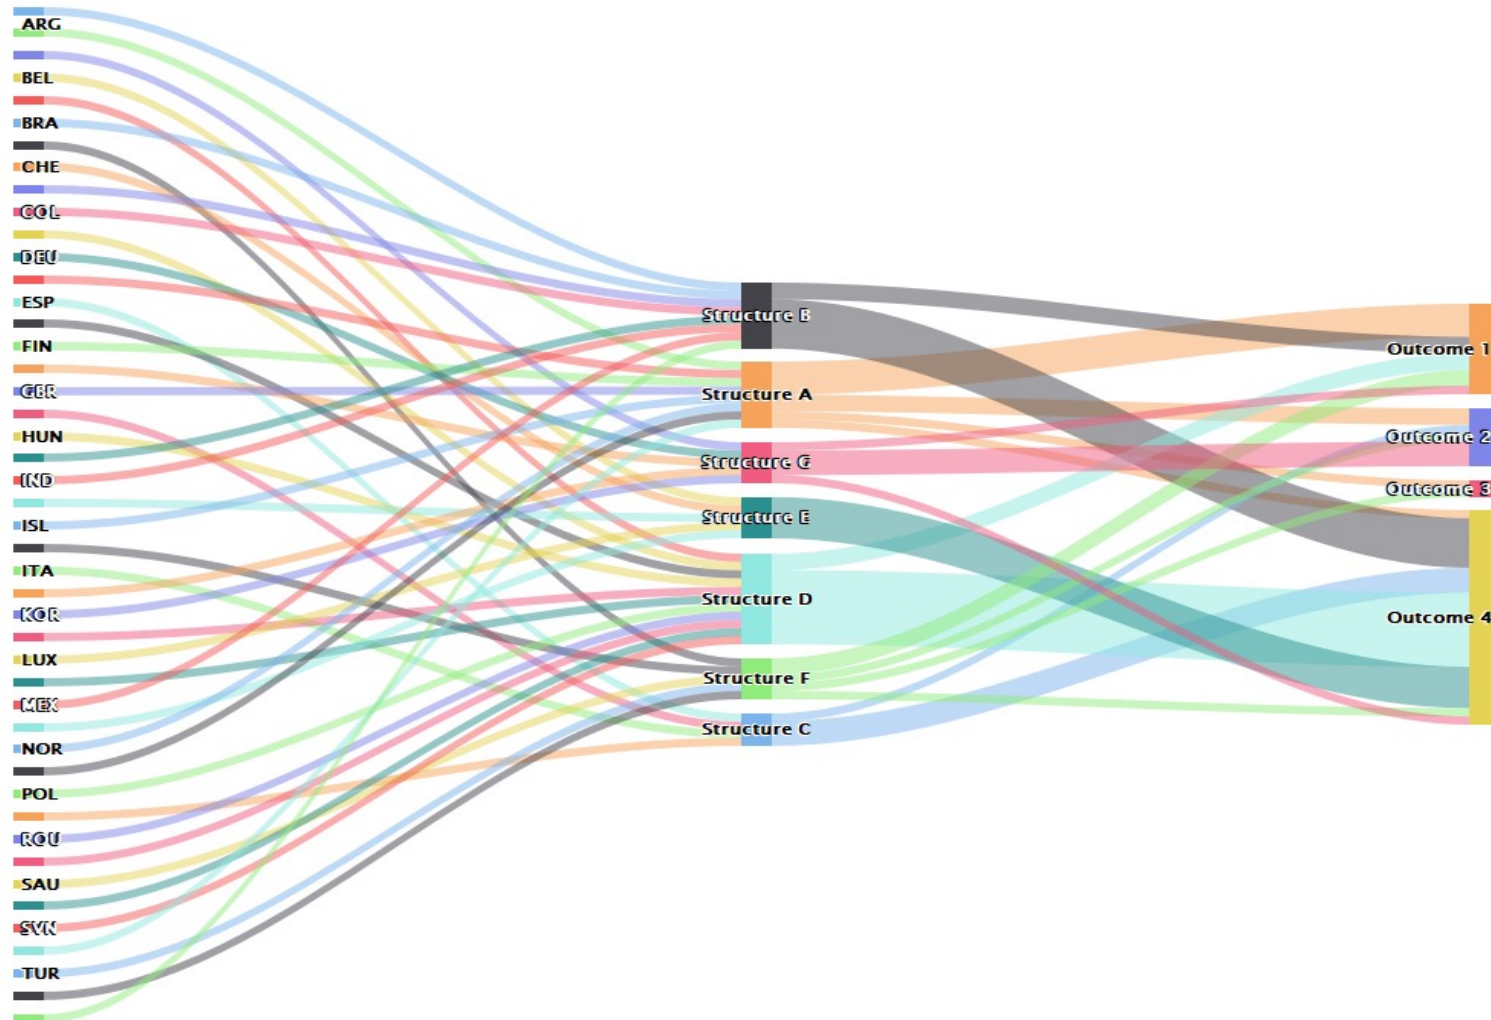 ARG
BEL
BRA
CHE
COL
DEU
ESP
FIN
GBR
HUN
IND
ISL
ITA
KOR
LUX
MEX
NOR
POL
ROU
SAU
SVN
TUR
Structure B
Structure A
Structure G
Structure E
Structure D
Structure F
Structure C
Outcome 1
Outcome 2
Outcome 3
Outcome 4